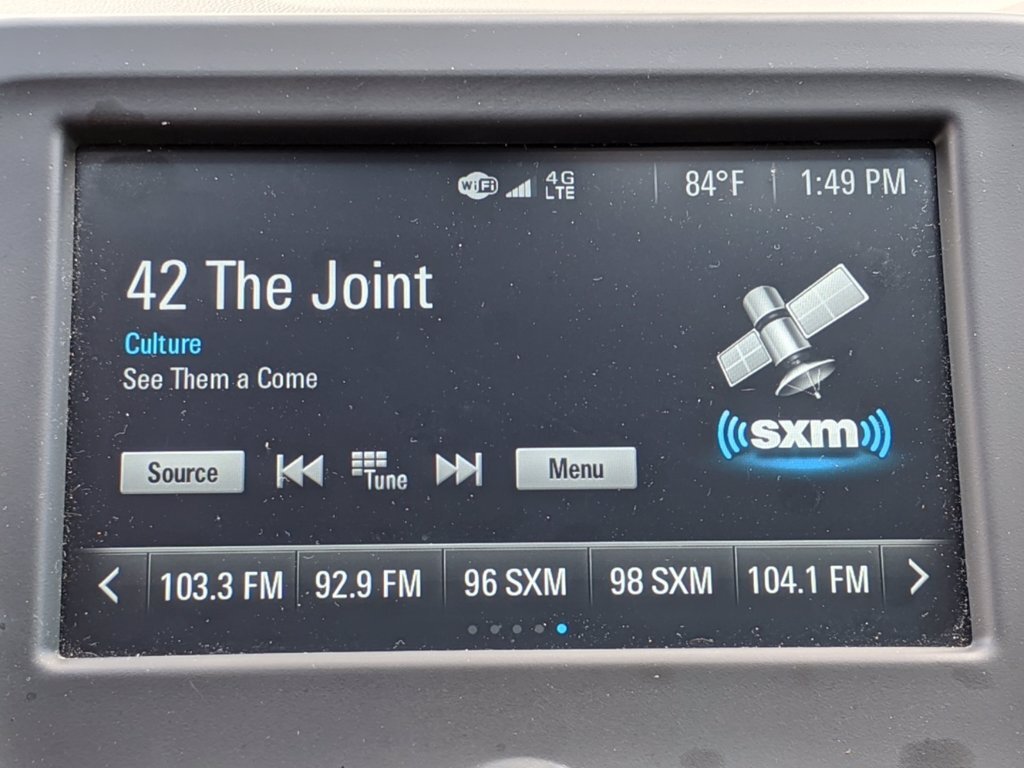 WiFi 4G LTE 84°F 1:49 PM
42 The Joint
Culture
See Them a Come
Source Tune Menu
sxm
103.3 FM 92.9 FM 96 SXM 98 SXM 104.1 FM